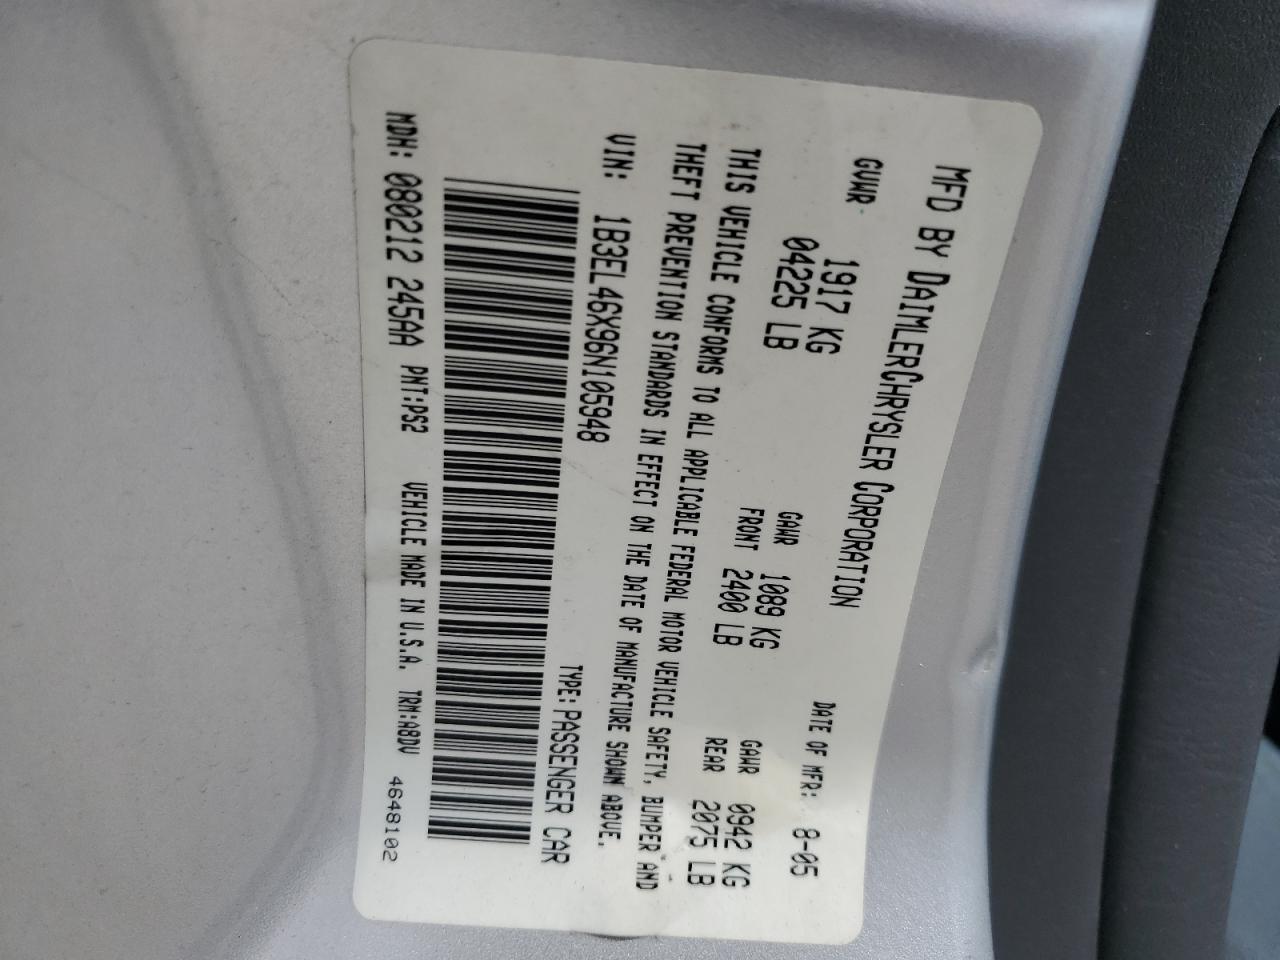 MFD BY DAIMLERCHRYSLER CORPORATION
DATE OF MFR: 8-05
GVWR
1917 KG
04225 LB
GAWR 1089 KG
FRONT 2400 LB
GAWR 0942 KG
REAR 2075 LB
THIS VEHICLE CONFORMS TO ALL APPLICABLE FEDERAL MOTOR VEHICLE SAFETY, BUMPER AND
THEFT PREVENTION STANDARDS IN EFFECT ON THE DATE OF MANUFACTURE SHOWN ABOVE.
VIN: 1B3EL46X96N105948
TYPE: PASSENGER CAR
MDH: 080212 245AA PNT:PS2 VEHICLE MADE IN U.S.A. TRM:A8DV 4648102